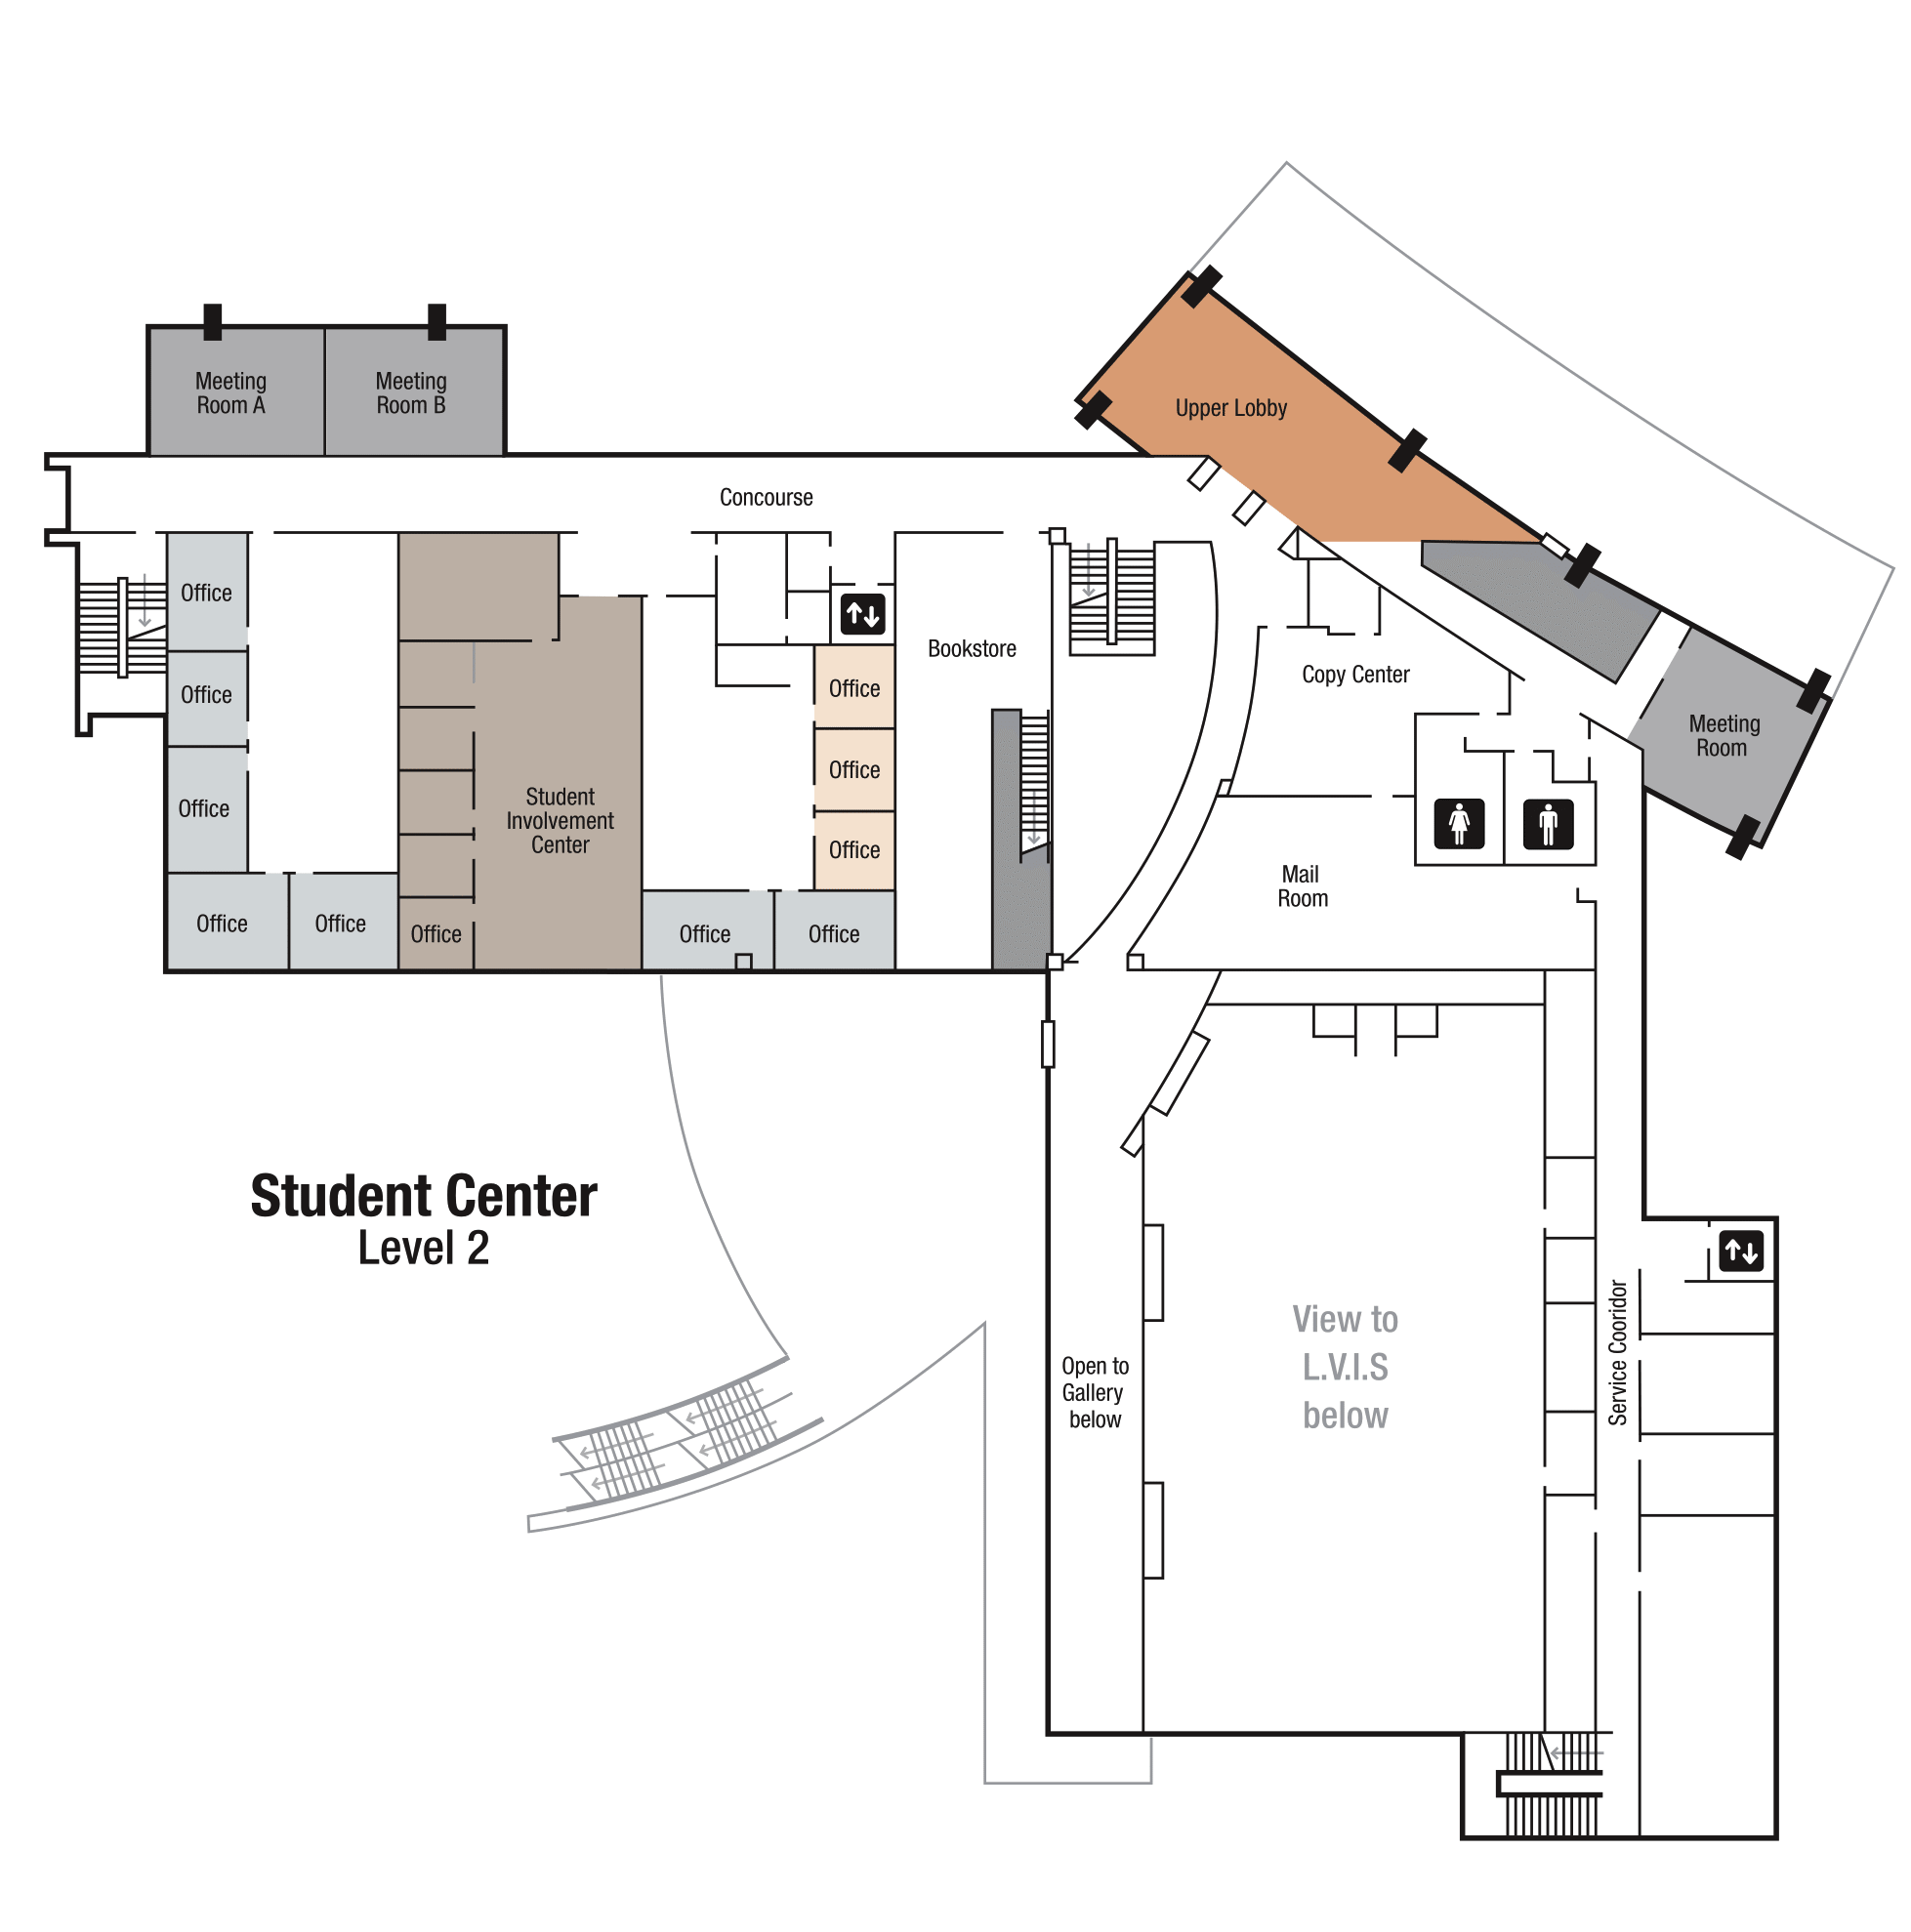 Upper Lobby
Meeting
Room A
Meeting
Room B
Concourse
Office
Office
Office
Office
Office
Office
Student
Involvement
Center
Office
Office
Office
Office
Office
Bookstore
Copy Center
Meeting
Room
Mail
Room
Student Center
Level 2
Open to
Gallery
below
View to
L.V.I.S
below
Service Cooridor